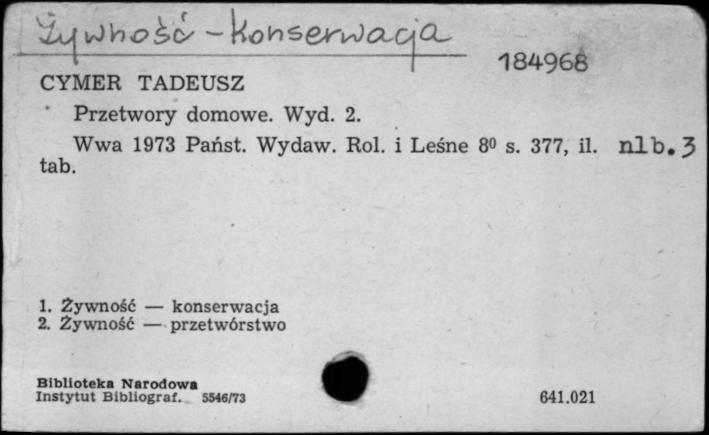 Żywność - konserwacja
184968
CYMER TADEUSZ
Przetwory domowe. Wyd. 2.
Wwa 1973 Państ. Wydaw. Rol. i Leśne 8⁰ s. 377, il. nlb. 3
tab.
1. Żywność — konserwacja
2. Żywność — przetwórstwo
Biblioteka Narodowa
Instytut Bibliograf. 5546/73
641.021